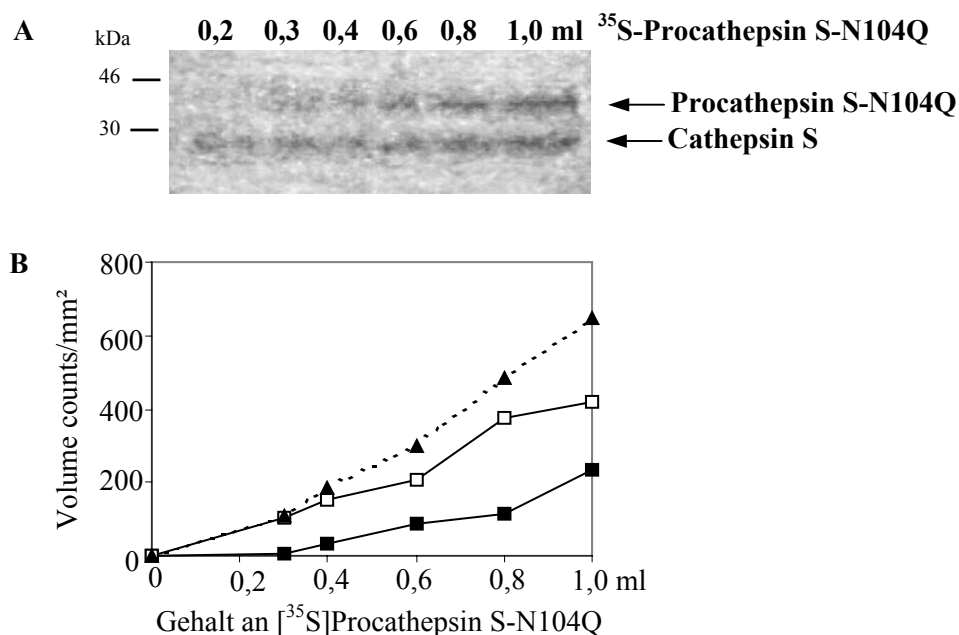 A kDa 0,2 0,3 0,4 0,6 0,8 1,0 ml ³⁵S-Procathepsin S-N104Q
46
Procathepsin S-N104Q
30
Cathepsin S
B
800
600
400
200
0
Volume counts/mm²
0 0,2 0,4 0,6 0,8 1,0 ml
Gehalt an [³⁵S]Procathepsin S-N104Q